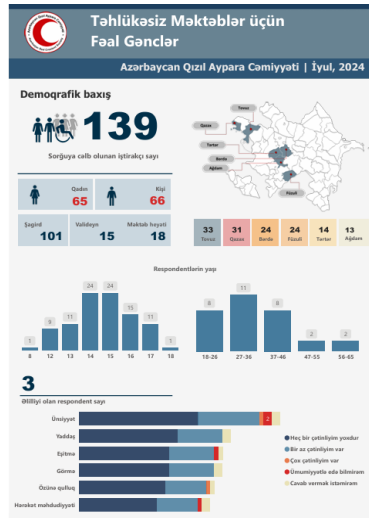 Təhlükəsiz Məktəblər üçün
Fəal Gənclər
Azərbaycan Qızıl Aypara Cəmiyyəti | İyul, 2024
Demoqrafik baxış
139
Sorğuya cəlb olunan iştirakçı sayı
Qadın
65
Kişi
66
Şagird
101
Valideyn
15
Məktəb heyəti
18
Tovuz
Qazax
Tərtər
Bərdə
Ağdam
Füzuli
33 31 24 24 14 13
Tovuz Qazax Bərdə Füzuli Tərtər Ağdam
Respondentlərin yaşı
1 9 11 24 24 15 11 1
8 12 13 14 15 16 17 18
8 11 8 2 2
18-26 27-36 37-46 47-55 56-65
3
Əlilliyi olan respondent sayı
Ünsiyyət
2
Yaddaş
Eşitmə
Görmə
Özünə qulluq
Hərəkət məhdudiyyəti
Heç bir çətinliyim yoxdur
Bir az çətinliyim var
Çox çətinliyim var
Ümumiyyətlə edə bilmirəm
Cavab vermək istəmirəm